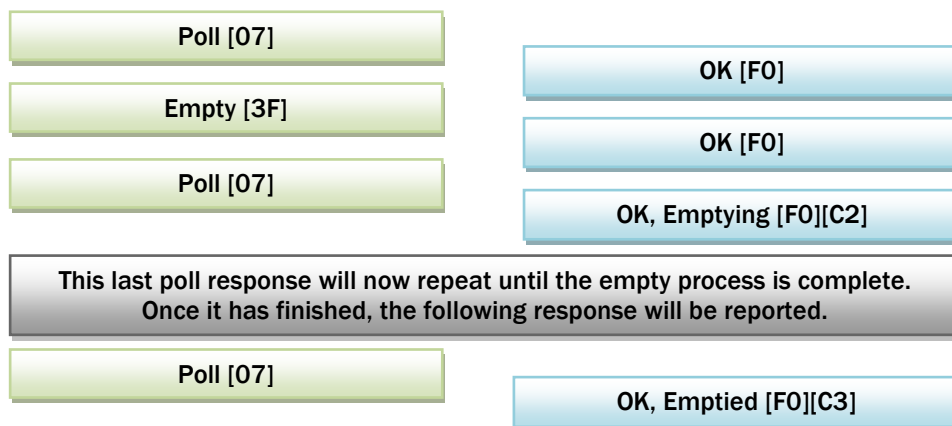 Poll [07]
OK [F0]
Empty [3F]
OK [F0]
Poll [07]
OK, Emptying [F0][C2]
This last poll response will now repeat until the empty process is complete.
Once it has finished, the following response will be reported.
Poll [07]
OK, Emptied [F0][C3]